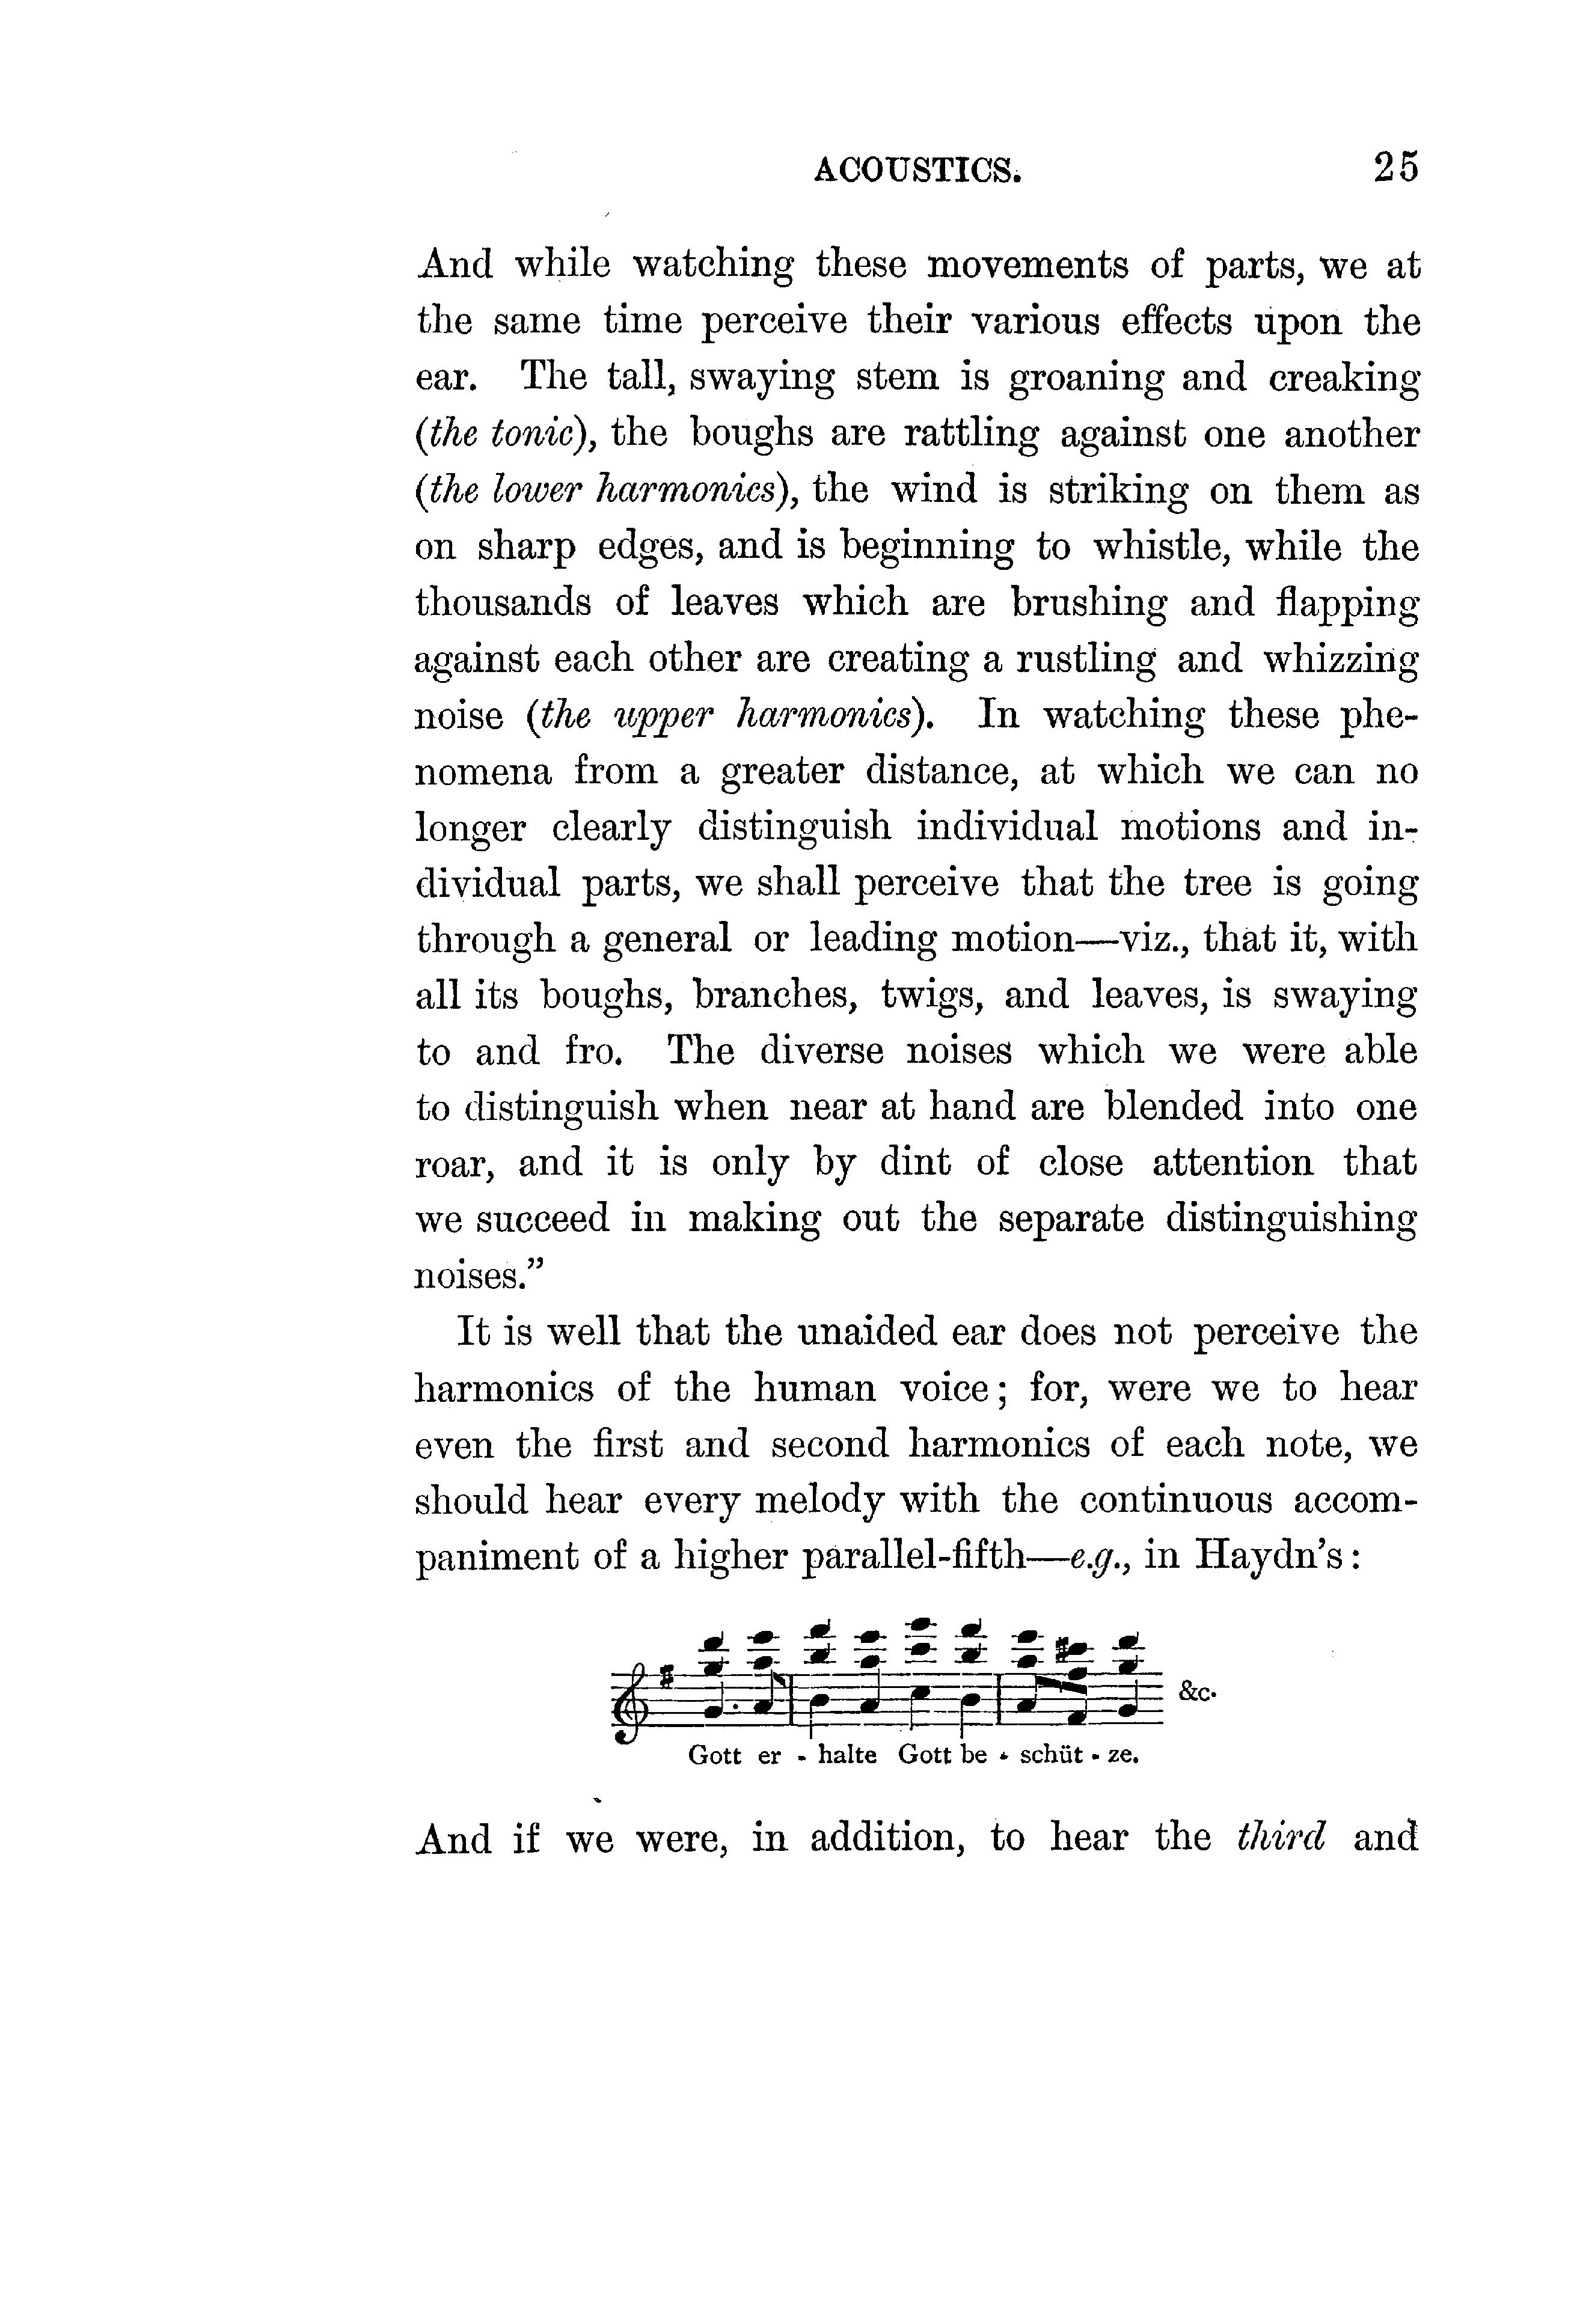 ACOUSTICS. 25
And while watching these movements of parts, we at
the same time perceive their various effects upon the
ear. The tall, swaying stem is groaning and creaking
(the tonic), the boughs are rattling against one another
(the lower harmonics), the wind is striking on them as
on sharp edges, and is beginning to whistle, while the
thousands of leaves which are brushing and flapping
against each other are creating a rustling and whizzing
noise (the upper harmonics). In watching these phe-
nomena from a greater distance, at which we can no
longer clearly distinguish individual motions and in-
dividual parts, we shall perceive that the tree is going
through a general or leading motion—viz., that it, with
all its boughs, branches, twigs, and leaves, is swaying
to and fro. The diverse noises which we were able
to distinguish when near at hand are blended into one
roar, and it is only by dint of close attention that
we succeed in making out the separate distinguishing
noises.”
It is well that the unaided ear does not perceive the
harmonics of the human voice; for, were we to hear
even the first and second harmonics of each note, we
should hear every melody with the continuous accom-
paniment of a higher parallel-fifth—e.g., in Haydn’s:
&c.
Gott er - halte Gott be - schüt - ze.
And if we were, in addition, to hear the third and